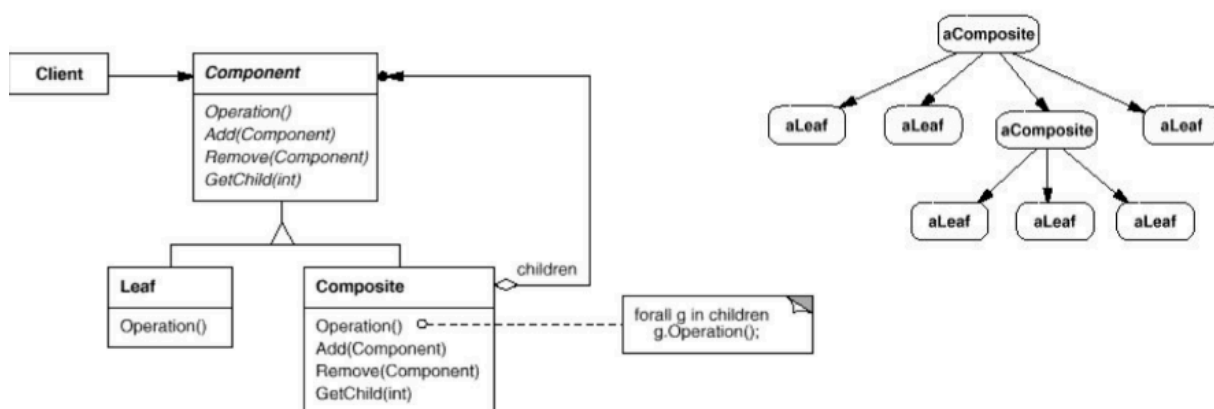 Client
Component
Operation()
Add(Component)
Remove(Component)
GetChild(int)
Leaf
Operation()
Composite
Operation()
Add(Component)
Remove(Component)
GetChild(int)
children
forall g in children
g.Operation();
aComposite
aLeaf
aLeaf
aComposite
aLeaf
aLeaf
aLeaf
aLeaf